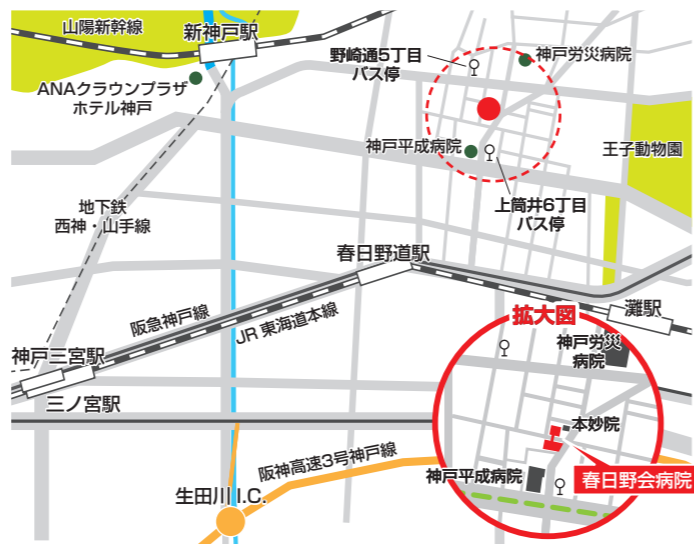 山陽新幹線
新神戸駅
野崎通5丁目
バス停
神戸労災病院
ANAクラウンプラザ
ホテル神戸
神戸平成病院
王子動物園
地下鉄
西神・山手線
上筒井6丁目
バス停
春日野道駅
阪急神戸線
JR 東海道本線
灘駅
拡大図
神戸労災
病院
神戸三宮駅
三ノ宮駅
本妙院
阪神高速3号神戸線
神戸平成病院
春日野会病院
生田川 I.C.